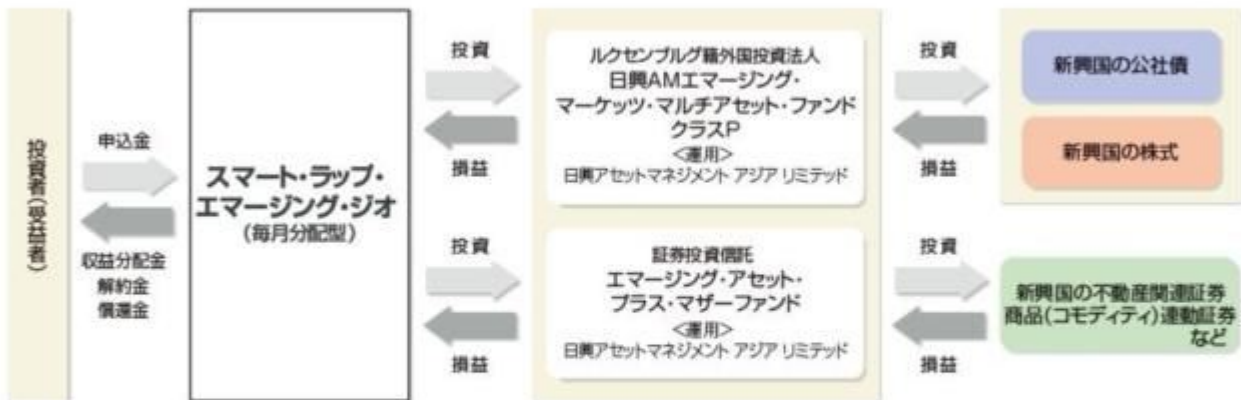 投資者(受益者)
申込金
収益分配金
解約金
償還金
スマート・ラップ・
エマージング・ジオ
(毎月分配型)
投資
損益
投資
損益
ルクセンブルグ籍外国投資法人
日興AMエマージング・
マーケッツ・マルチアセット・ファンド
クラスP
<運用>
日興アセットマネジメント アジア リミテッド
証券投資信託
エマージング・アセット・
プラス・マザーファンド
<運用>
日興アセットマネジメント アジア リミテッド
投資
損益
投資
損益
新興国の公社債
新興国の株式
新興国の不動産関連証券
商品(コモディティ)連動証券
など